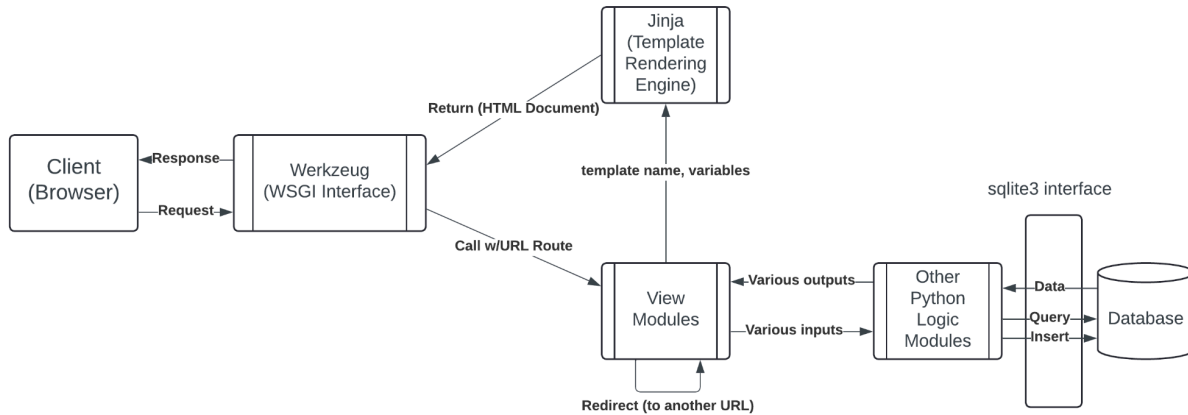 Jinja
(Template
Rendering
Engine)
Return (HTML Document)
Client
(Browser)
Response
Request
Werkzeug
(WSGI Interface)
template name, variables
sqlite3 interface
Call w/URL Route
View
Modules
Various outputs
Various inputs
Other
Python
Logic
Modules
Data
Query
Insert
Database
Redirect (to another URL)